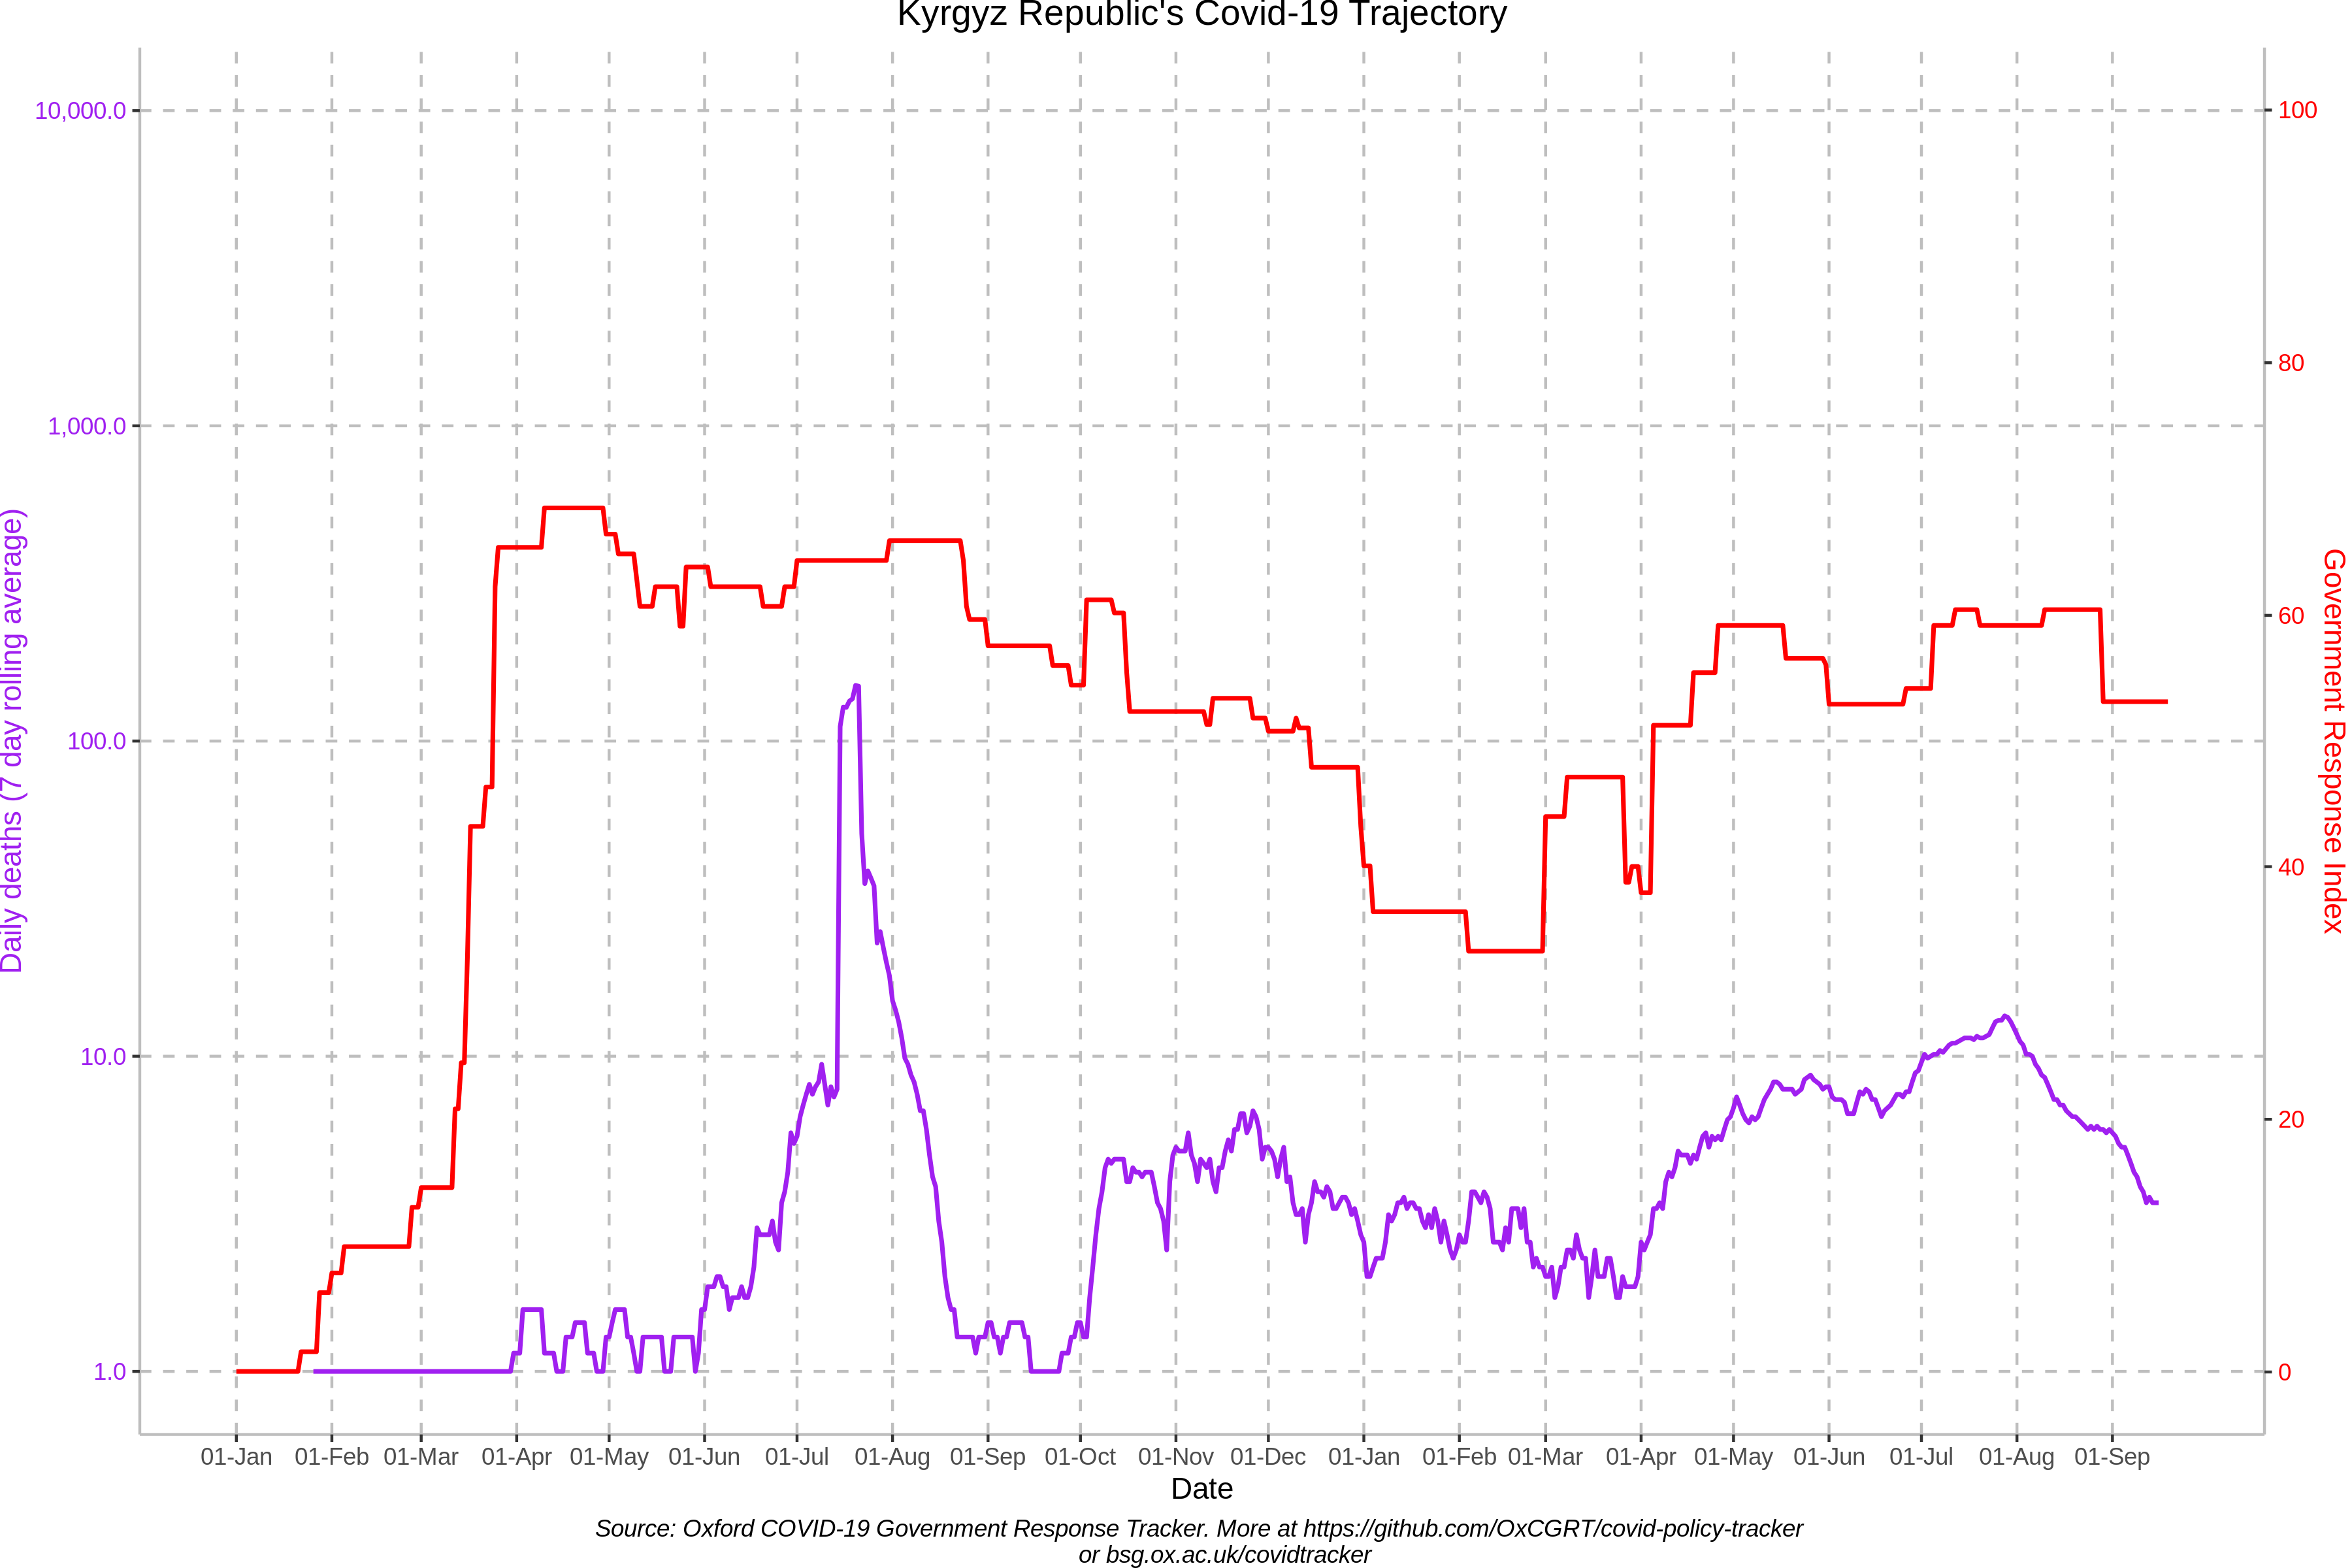 Kyrgyz Republic's Covid-19 Trajectory
10,000.0
1,000.0
100.0
10.0
1.0
Daily deaths (7 day rolling average)
100
80
60
40
20
0
Government Response Index
01-Jan 01-Feb 01-Mar 01-Apr 01-May 01-Jun 01-Jul 01-Aug 01-Sep 01-Oct 01-Nov 01-Dec 01-Jan 01-Feb 01-Mar 01-Apr 01-May 01-Jun 01-Jul 01-Aug 01-Sep
Date
Source: Oxford COVID-19 Government Response Tracker. More at https://github.com/OxCGRT/covid-policy-tracker
or bsg.ox.ac.uk/covidtracker